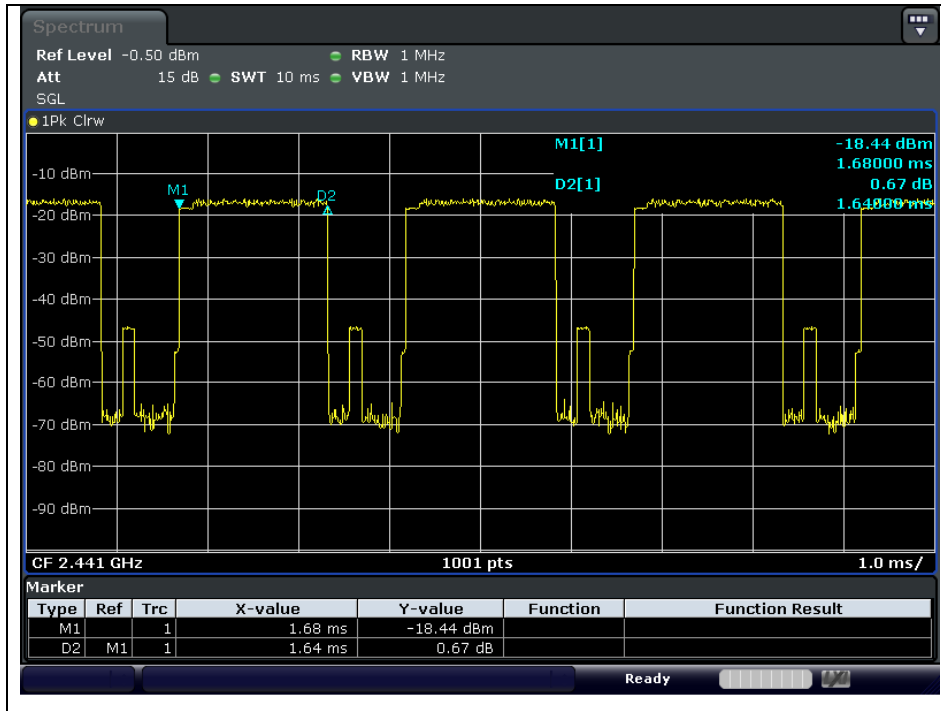 Spectrum
Ref Level -0.50 dBm RBW 1 MHz
Att 15 dB SWT 10 ms VBW 1 MHz
SGL
1Pk Clrw
M1[1] -18.44 dBm
1.68000 ms
D2[1] 0.67 dB
1.64000 ms
M1
D2
-10 dBm
-20 dBm
-30 dBm
-40 dBm
-50 dBm
-60 dBm
-70 dBm
-80 dBm
-90 dBm
CF 2.441 GHz 1001 pts 1.0 ms/
Marker
Type Ref Trc X-value Y-value Function Function Result
M1 1 1.68 ms -18.44 dBm
D2 M1 1 1.64 ms 0.67 dB
Ready